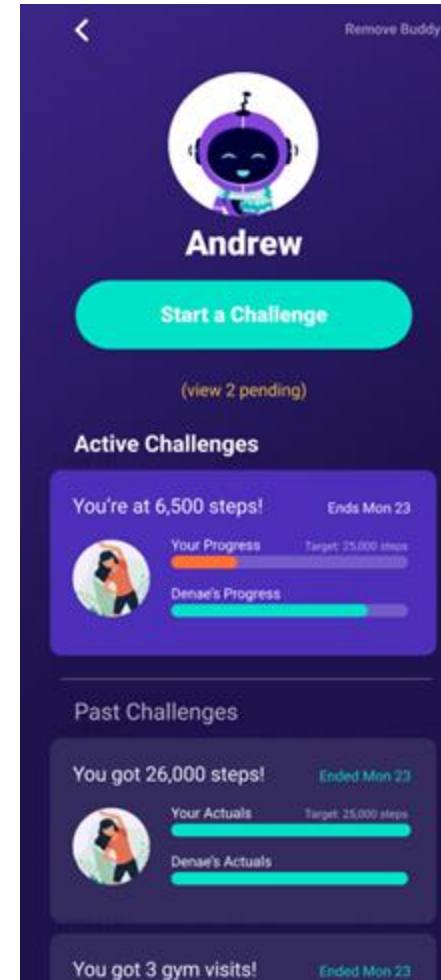 Remove Buddy
Andrew
Start a Challenge
(view 2 pending)
Active Challenges
You're at 6,500 steps!
Ends Mon 23
Your Progress
Target: 25,000 steps
Denae's Progress
Past Challenges
You got 26,000 steps!
Ended Mon 23
Your Actuals
Target: 25,000 steps
Denae's Actuals
You got 3 gym visits!
Ended Mon 23